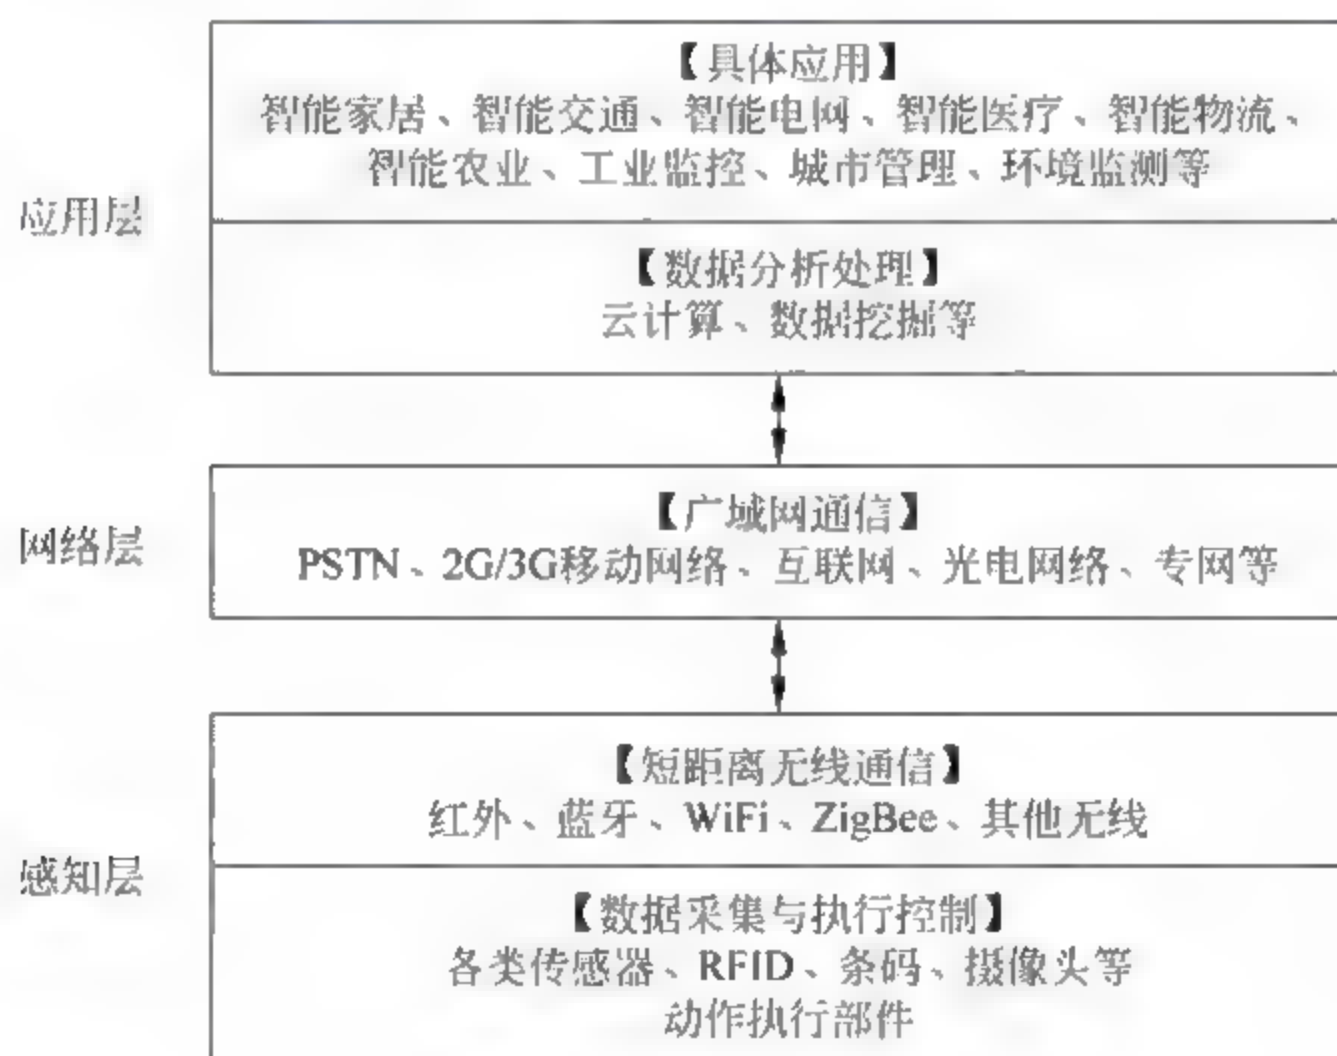 【具体应用】
智能家居、智能交通、智能电网、智能医疗、智能物流、
智能农业、工业监控、城市管理、环境监测等
应用层
【数据分析处理】
云计算、数据挖掘等
【广域网通信】
网络层
PSTN、2G/3G移动网络、互联网、光电网络、专网等
【短距离无线通信】
红外、蓝牙、WiFi、ZigBee、其他无线
感知层
【数据采集与执行控制】
各类传感器、RFID、条码、摄像头等
动作执行部件